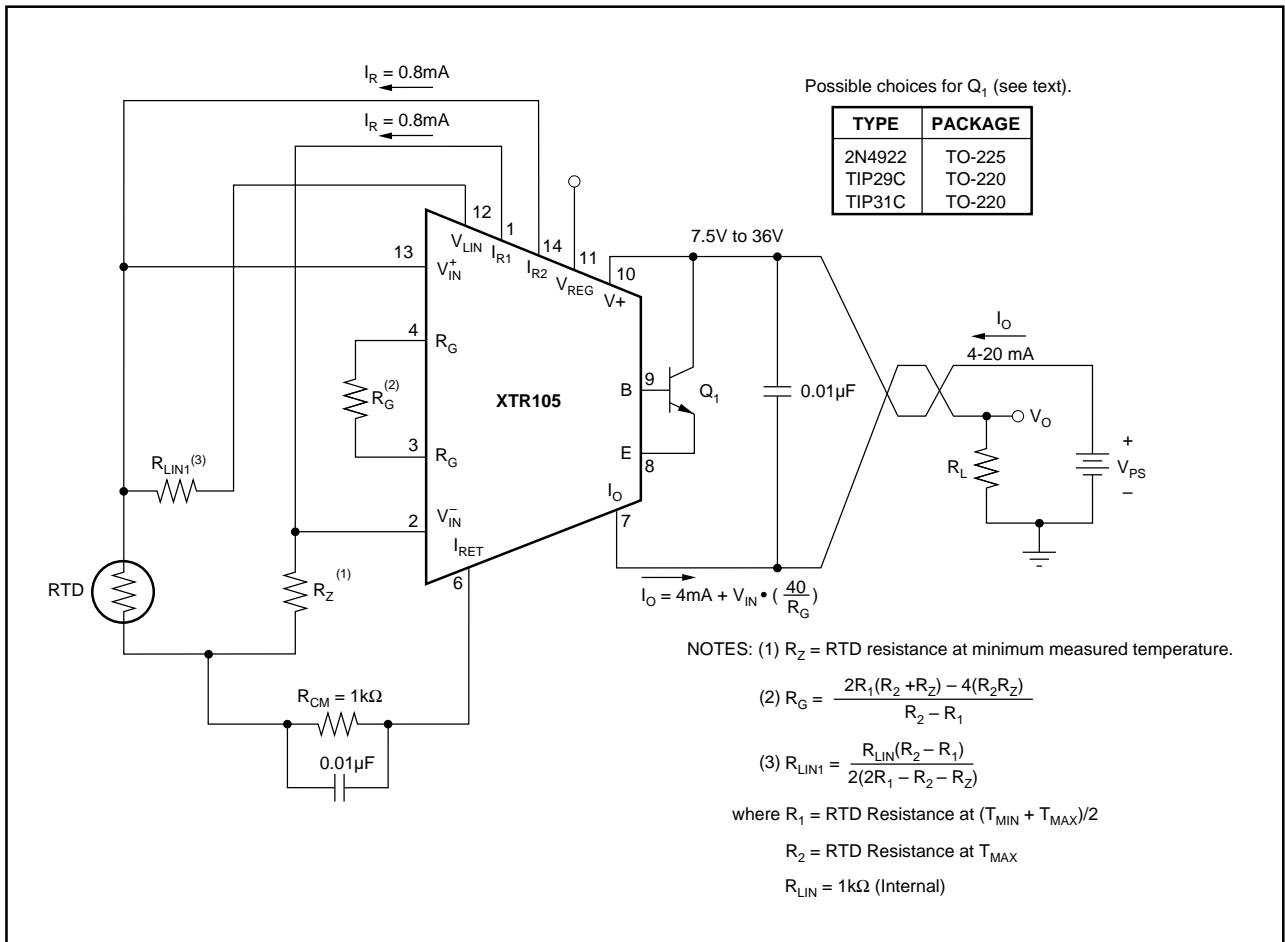 I_R = 0.8mA
I_R = 0.8mA
Possible choices for Q_1 (see text).
TYPE PACKAGE
2N4922 TO-225
TIP29C TO-220
TIP31C TO-220
12
V_LIN
1
I_R1
14
I_R2
11
V_REG
10
V+
7.5V to 36V
13
V_IN^+
4
R_G
R_G^(2)
3
R_G
XTR105
B
9
Q_1
E
8
0.01µF
I_O
4-20 mA
V_O
R_L
+
V_PS
–
R_LIN1^(3)
2
V_IN^–
I_RET
6
I_O
7
RTD
R_Z^(1)
I_O = 4mA + V_IN • (40/R_G)
R_CM = 1kΩ
0.01µF
NOTES: (1) R_Z = RTD resistance at minimum measured temperature.
(2) R_G = 2R_1(R_2 +R_Z) – 4(R_2R_Z) / R_2 – R_1
(3) R_LIN1 = R_LIN(R_2 – R_1) / 2(2R_1 – R_2 – R_Z)
where R_1 = RTD Resistance at (T_MIN + T_MAX)/2
R_2 = RTD Resistance at T_MAX
R_LIN = 1kΩ (Internal)